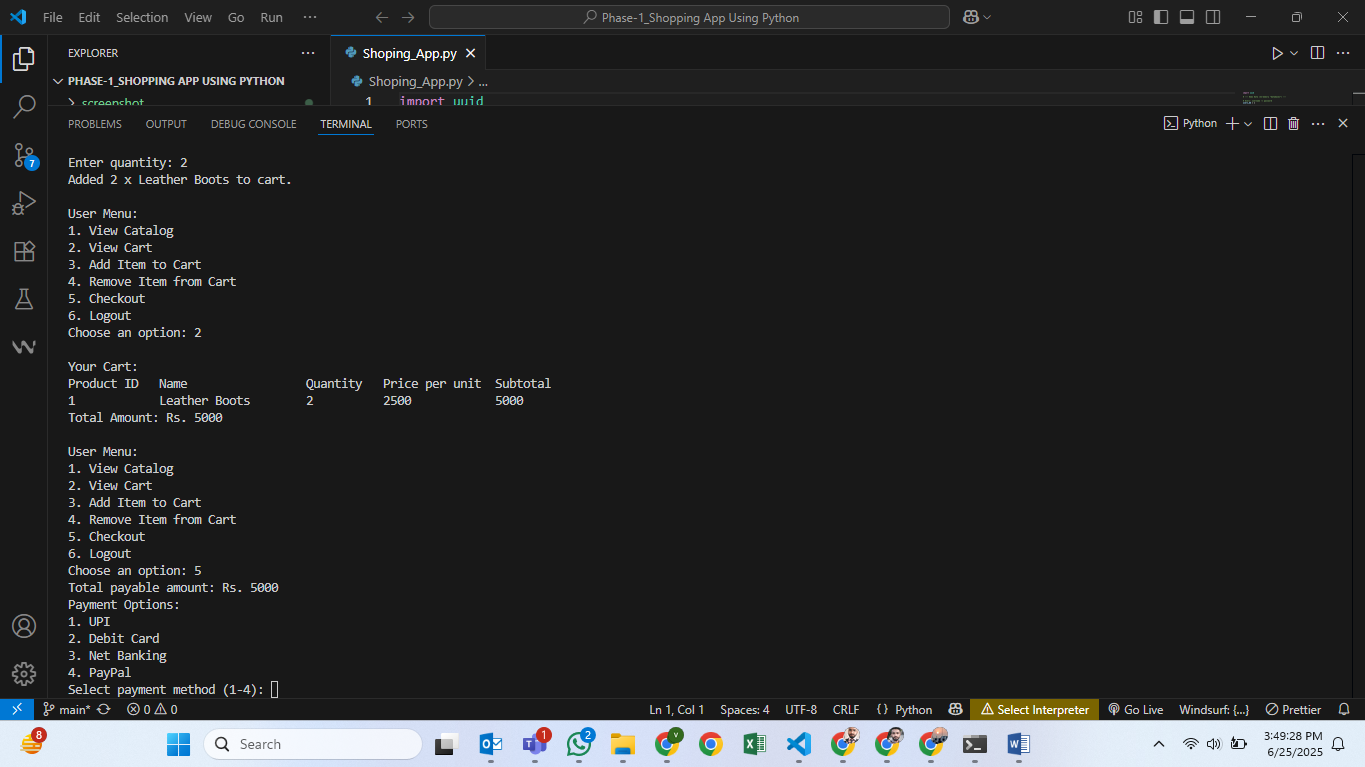 File Edit Selection View Go Run ···
Phase-1_Shopping App Using Python
EXPLORER ···
Shoping_App.py
PHASE-1_SHOPPING APP USING PYTHON
Shoping_App.py > ...
screenshot
1 import uuid
PROBLEMS OUTPUT DEBUG CONSOLE TERMINAL PORTS
Python
Enter quantity: 2
Added 2 x Leather Boots to cart.
User Menu:
1. View Catalog
2. View Cart
3. Add Item to Cart
4. Remove Item from Cart
5. Checkout
6. Logout
Choose an option: 2
Your Cart:
Product ID Name Quantity Price per unit Subtotal
1 Leather Boots 2 2500 5000
Total Amount: Rs. 5000
User Menu:
1. View Catalog
2. View Cart
3. Add Item to Cart
4. Remove Item from Cart
5. Checkout
6. Logout
Choose an option: 5
Total payable amount: Rs. 5000
Payment Options:
1. UPI
2. Debit Card
3. Net Banking
4. PayPal
Select payment method (1-4):
7
main* 0 0 Ln 1, Col 1 Spaces: 4 UTF-8 CRLF {} Python Select Interpreter Go Live Windsurf: {...} Prettier
8 Search 1 2 V 3:49:28 PM
6/25/2025